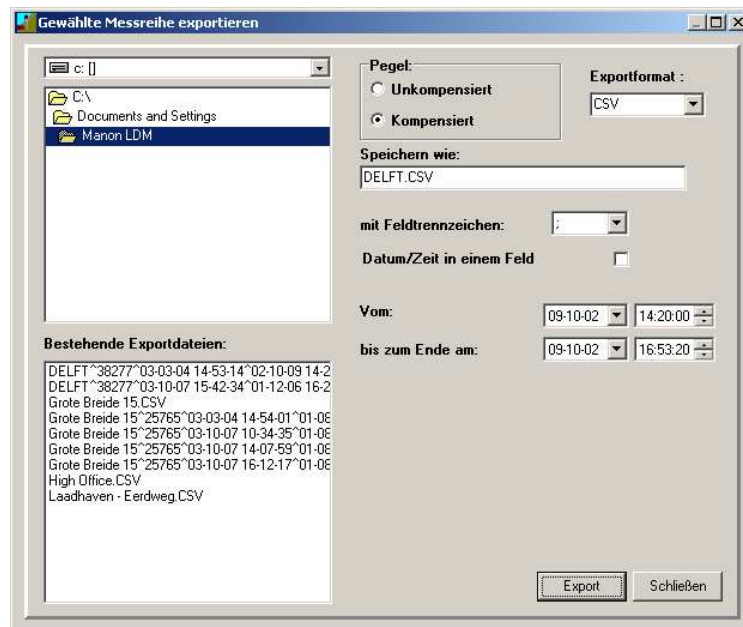 Gewählte Messreihe exportieren
c: []
C:\
Documents and Settings
Manon LDM
Bestehende Exportdateien:
DELFT^38277^03-03-04 14-53-14^02-10-09 14-2
DELFT^38277^03-10-07 15-42-34^01-12-06 16-2
Grote Breide 15.CSV
Grote Breide 15^25765^03-03-04 14-54-01^01-08
Grote Breide 15^25765^03-10-07 10-34-35^01-08
Grote Breide 15^25765^03-10-07 14-07-59^01-08
Grote Breide 15^25765^03-10-07 16-12-17^01-08
High Office.CSV
Laadhaven - Eerdweg.CSV
Pegel:
Unkompensiert
Kompensiert
Exportformat :
CSV
Speichern wie:
DELFT.CSV
mit Feldtrennzeichen: ;
Datum/Zeit in einem Feld
Vom: 09-10-02 14:20:00
bis zum Ende am: 09-10-02 16:53:20
Export Schließen